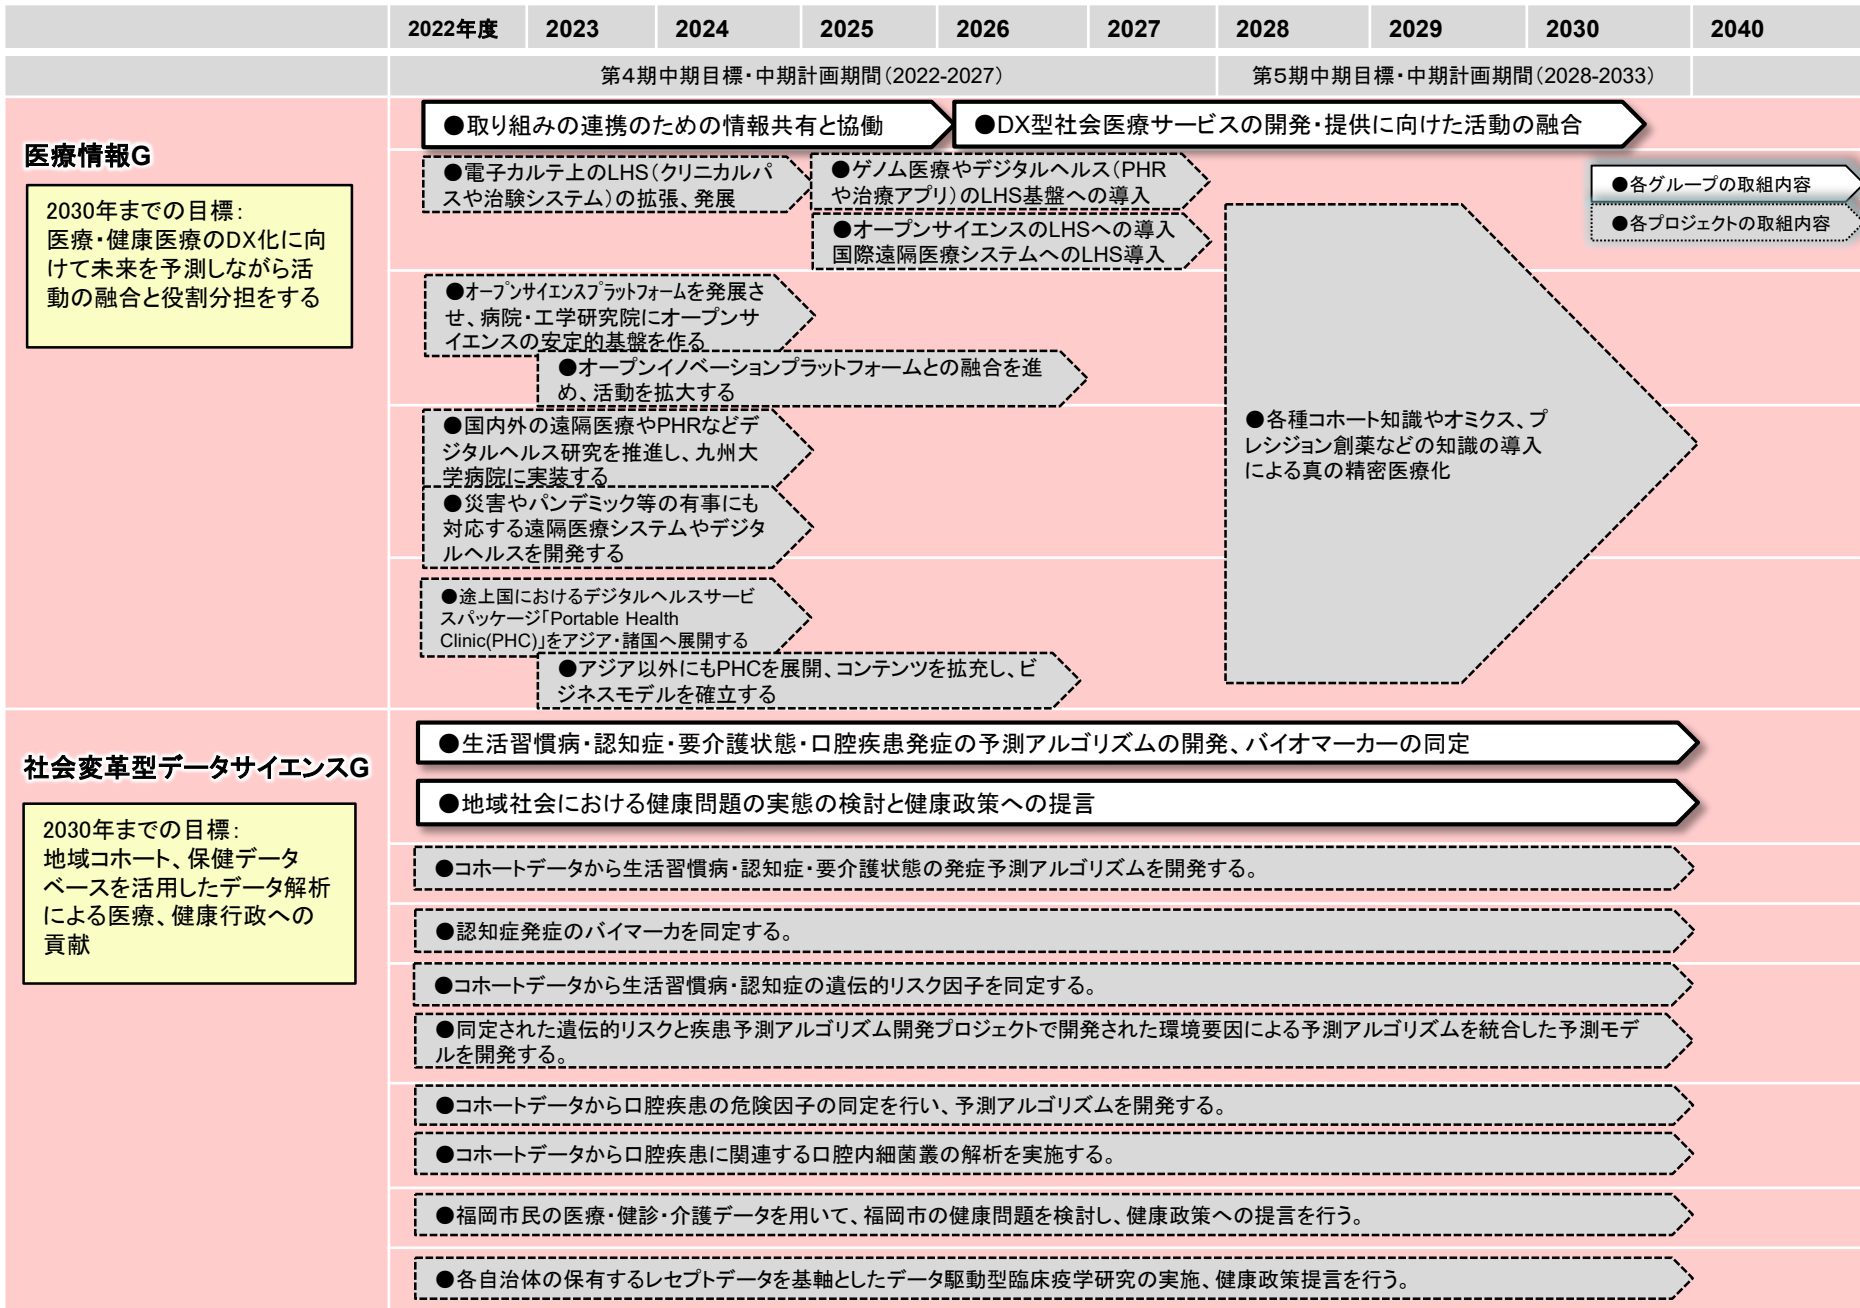 2022年度 2023 2024 2025 2026 2027 2028 2029 2030 2040
第4期中期目標・中期計画期間(2022-2027) 第5期中期目標・中期計画期間(2028-2033)
医療情報G
2030年までの目標:
医療・健康医療のDX化に向
けて未来を予測しながら活
動の融合と役割分担をする
●取り組みの連携のための情報共有と協働
●DX型社会医療サービスの開発・提供に向けた活動の融合
●電子カルテ上のLHS(クリニカルパ
スや治験システム)の拡張、発展
●ゲノム医療やデジタルヘルス(PHR
や治療アプリ)のLHS基盤への導入
●オープンサイエンスのLHSへの導入
国際遠隔医療システムへのLHS導入
●各グループの取組内容
●各プロジェクトの取組内容
●オープンサイエンスプラットフォームを発展さ
せ、病院・工学研究院にオープンサ
イエンスの安定的基盤を作る
●オープンイノベーションプラットフォームとの融合を進
め、活動を拡大する
●国内外の遠隔医療やPHRなどデ
ジタルヘルス研究を推進し、九州大
学病院に実装する
●災害やパンデミック等の有事にも
対応する遠隔医療システムやデジタ
ルヘルスを開発する
●途上国におけるデジタルヘルスサービ
スパッケージ「Portable Health
Clinic(PHC)」をアジア・諸国へ展開する
●アジア以外にもPHCを展開、コンテンツを拡充し、ビ
ジネスモデルを確立する
●各種コホート知識やオミクス、プ
レシジョン創薬などの知識の導入
による真の精密医療化
社会変革型データサイエンスG
2030年までの目標:
地域コホート、保健データ
ベースを活用したデータ解析
による医療、健康行政への
貢献
●生活習慣病・認知症・要介護状態・口腔疾患発症の予測アルゴリズムの開発、バイオマーカーの同定
●地域社会における健康問題の実態の検討と健康政策への提言
●コホートデータから生活習慣病・認知症・要介護状態の発症予測アルゴリズムを開発する。
●認知症発症のバイマーカを同定する。
●コホートデータから生活習慣病・認知症の遺伝的リスク因子を同定する。
●同定された遺伝的リスクと疾患予測アルゴリズム開発プロジェクトで開発された環境要因による予測アルゴリズムを統合した予測モデ
ルを開発する。
●コホートデータから口腔疾患の危険因子の同定を行い、予測アルゴリズムを開発する。
●コホートデータから口腔疾患に関連する口腔内細菌叢の解析を実施する。
●福岡市民の医療・健診・介護データを用いて、福岡市の健康問題を検討し、健康政策への提言を行う。
●各自治体の保有するレセプトデータを基軸としたデータ駆動型臨床疫学研究の実施、健康政策提言を行う。